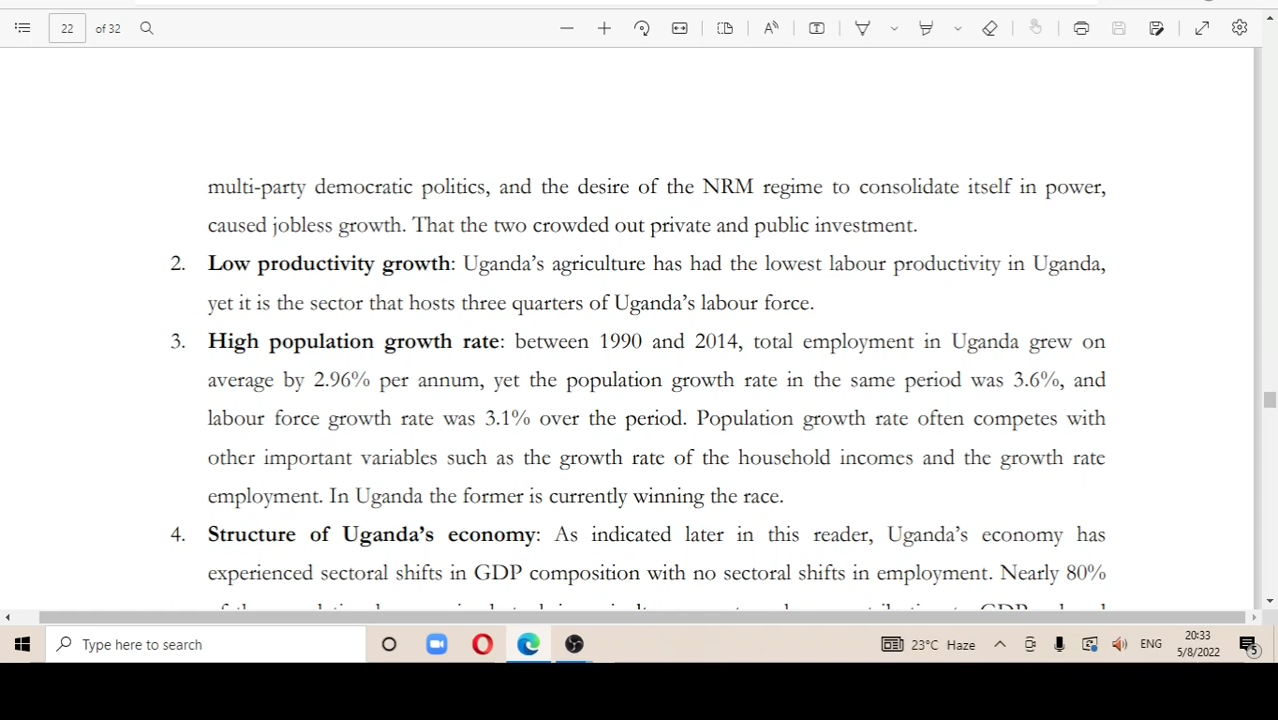 22 of 32
multi-party democratic politics, and the desire of the NRM regime to consolidate itself in power,
caused jobless growth. That the two crowded out private and public investment.
2. Low productivity growth: Uganda’s agriculture has had the lowest labour productivity in Uganda,
yet it is the sector that hosts three quarters of Uganda’s labour force.
3. High population growth rate: between 1990 and 2014, total employment in Uganda grew on
average by 2.96% per annum, yet the population growth rate in the same period was 3.6%, and
labour force growth rate was 3.1% over the period. Population growth rate often competes with
other important variables such as the growth rate of the household incomes and the growth rate
employment. In Uganda the former is currently winning the race.
4. Structure of Uganda’s economy: As indicated later in this reader, Uganda’s economy has
experienced sectoral shifts in GDP composition with no sectoral shifts in employment. Nearly 80%
Type here to search
23°C Haze
ENG
20:33
5/8/2022
5